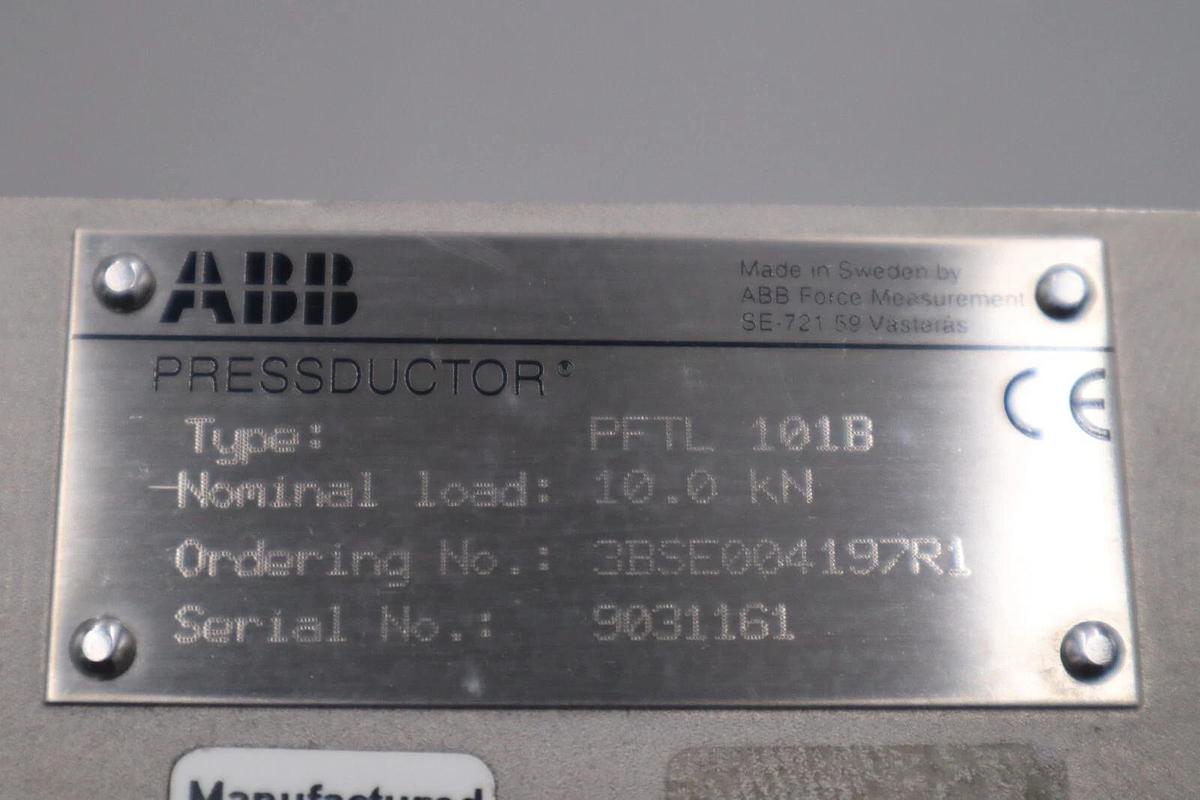 ABB
Made in Sweden by
ABB Force Measurement
SE-721 59 Västerås
PRESSDUCTOR®
CE
Type: PFTL 101B
Nominal load: 10.0 kN
Ordering No.: 3BSE004197R1
Serial No.: 9031161
Manufactured